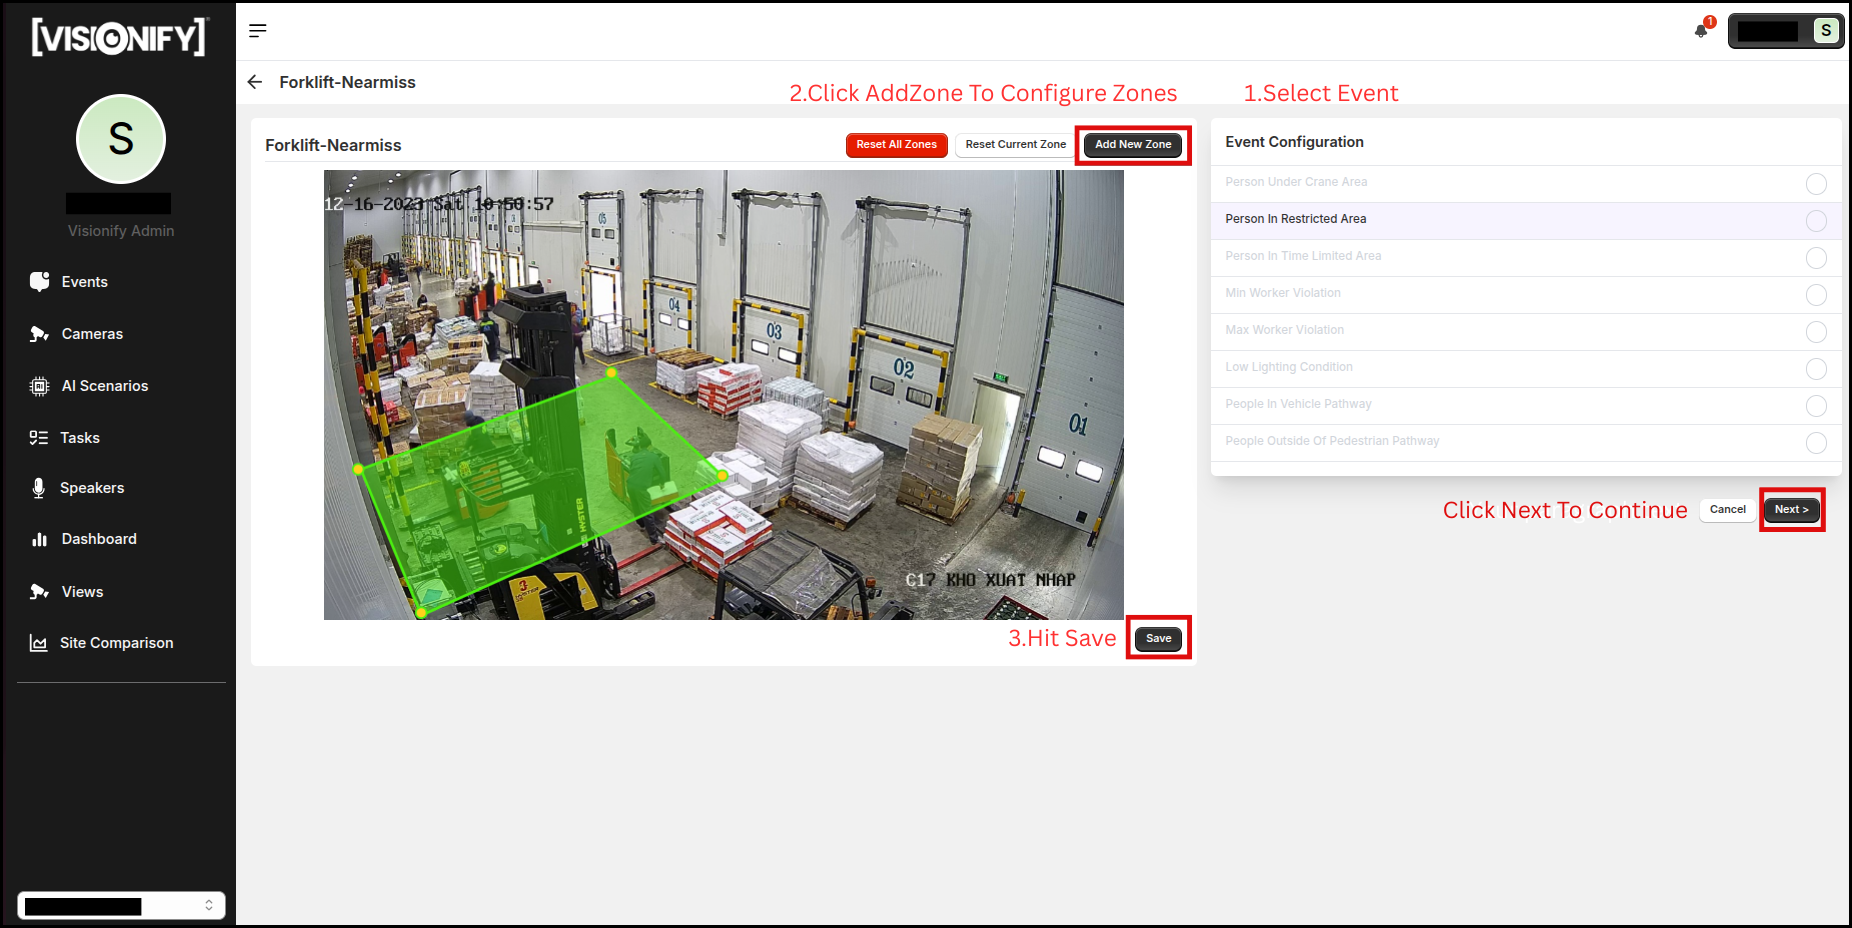 [VISIONIFY]
1
S
Forklift-Nearmiss
2.Click AddZone To Configure Zones
1.Select Event
S
Visionify Admin
Events
Cameras
AI Scenarios
Tasks
Speakers
Dashboard
Views
Site Comparison
Forklift-Nearmiss
Reset All Zones
Reset Current Zone
Add New Zone
12-16-2023 Sat 10:50:57
05
04
03
02
01
HYSTER
3
C17 KHO XUAT NHAP
3.Hit Save
Save
Event Configuration
Person Under Crane Area
Person In Restricted Area
Person In Time Limited Area
Min Worker Violation
Max Worker Violation
Low Lighting Condition
People In Vehicle Pathway
People Outside Of Pedestrian Pathway
Click Next To Continue
Cancel
Next >